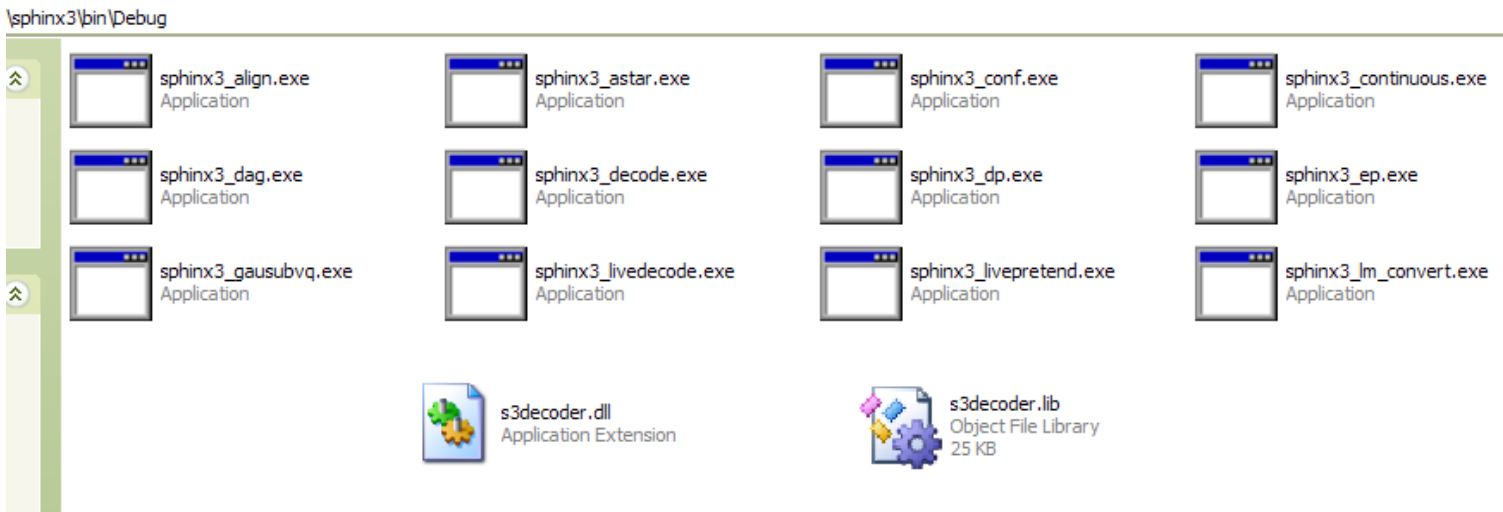 \sphinx3\bin\Debug
sphinx3_align.exe
Application
sphinx3_astar.exe
Application
sphinx3_conf.exe
Application
sphinx3_continuous.exe
Application
sphinx3_dag.exe
Application
sphinx3_decode.exe
Application
sphinx3_dp.exe
Application
sphinx3_ep.exe
Application
sphinx3_gausubvq.exe
Application
sphinx3_livedecode.exe
Application
sphinx3_livepretend.exe
Application
sphinx3_lm_convert.exe
Application
s3decoder.dll
Application Extension
s3decoder.lib
Object File Library
25 KB